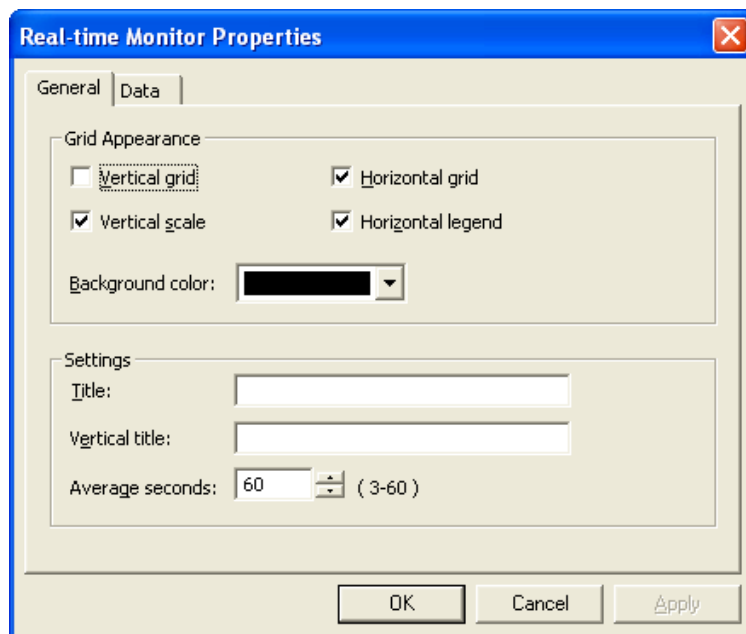 Real-time Monitor Properties
General Data
Grid Appearance
Vertical grid Horizontal grid
Vertical scale Horizontal legend
Background color:
Settings
Title:
Vertical title:
Average seconds: 60 ( 3-60 )
OK Cancel Apply